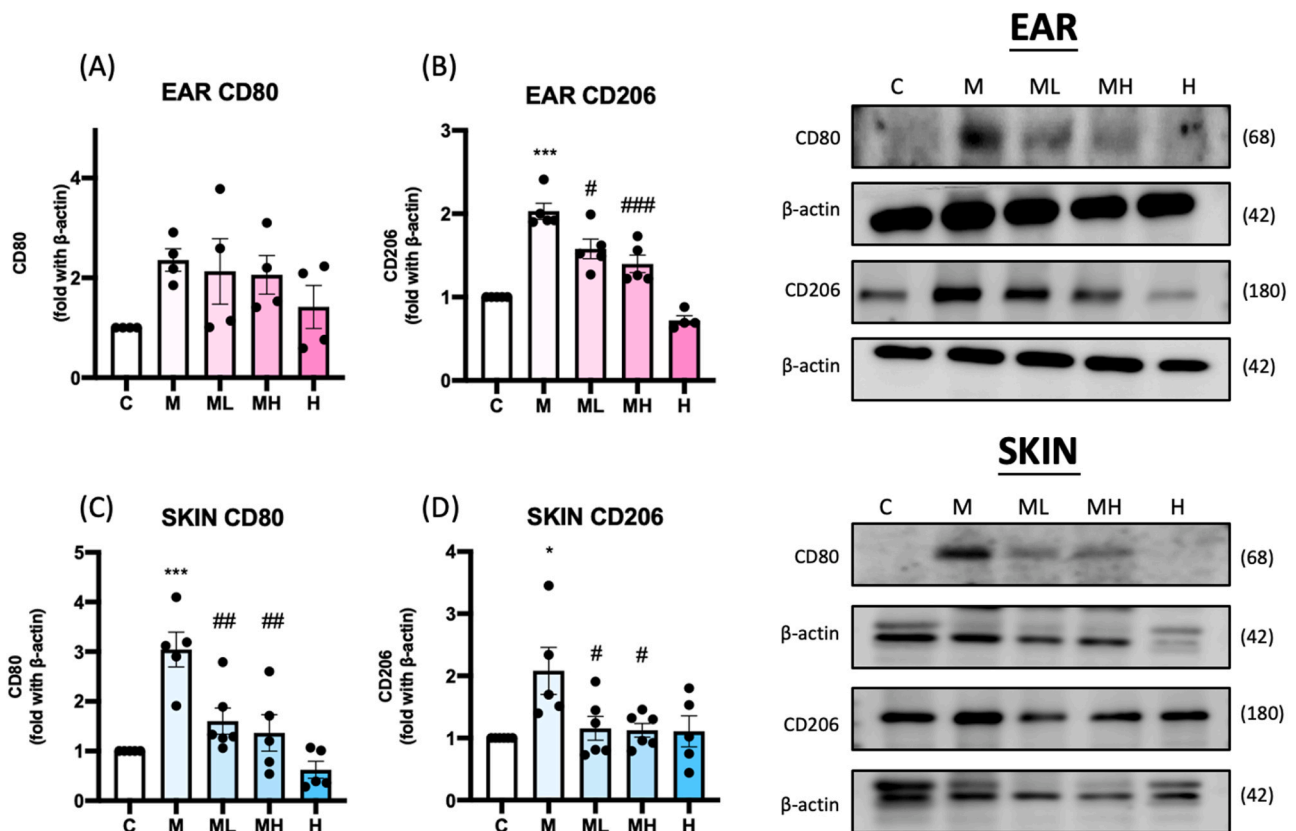 (A)
EAR CD80
CD80
(fold with β-actin)
4
2
0
C M ML MH H
(B)
EAR CD206
CD206
(fold with β-actin)
3
2
1
0
***
#
###
C M ML MH H
EAR
C M ML MH H
CD80 (68)
β-actin (42)
CD206 (180)
β-actin (42)
(C)
SKIN CD80
CD80
(fold with β-actin)
5
4
3
2
1
0
***
##
##
C M ML MH H
(D)
SKIN CD206
CD206
(fold with β-actin)
4
3
2
1
0
*
#
#
C M ML MH H
SKIN
C M ML MH H
CD80 (68)
β-actin (42)
CD206 (180)
β-actin (42)